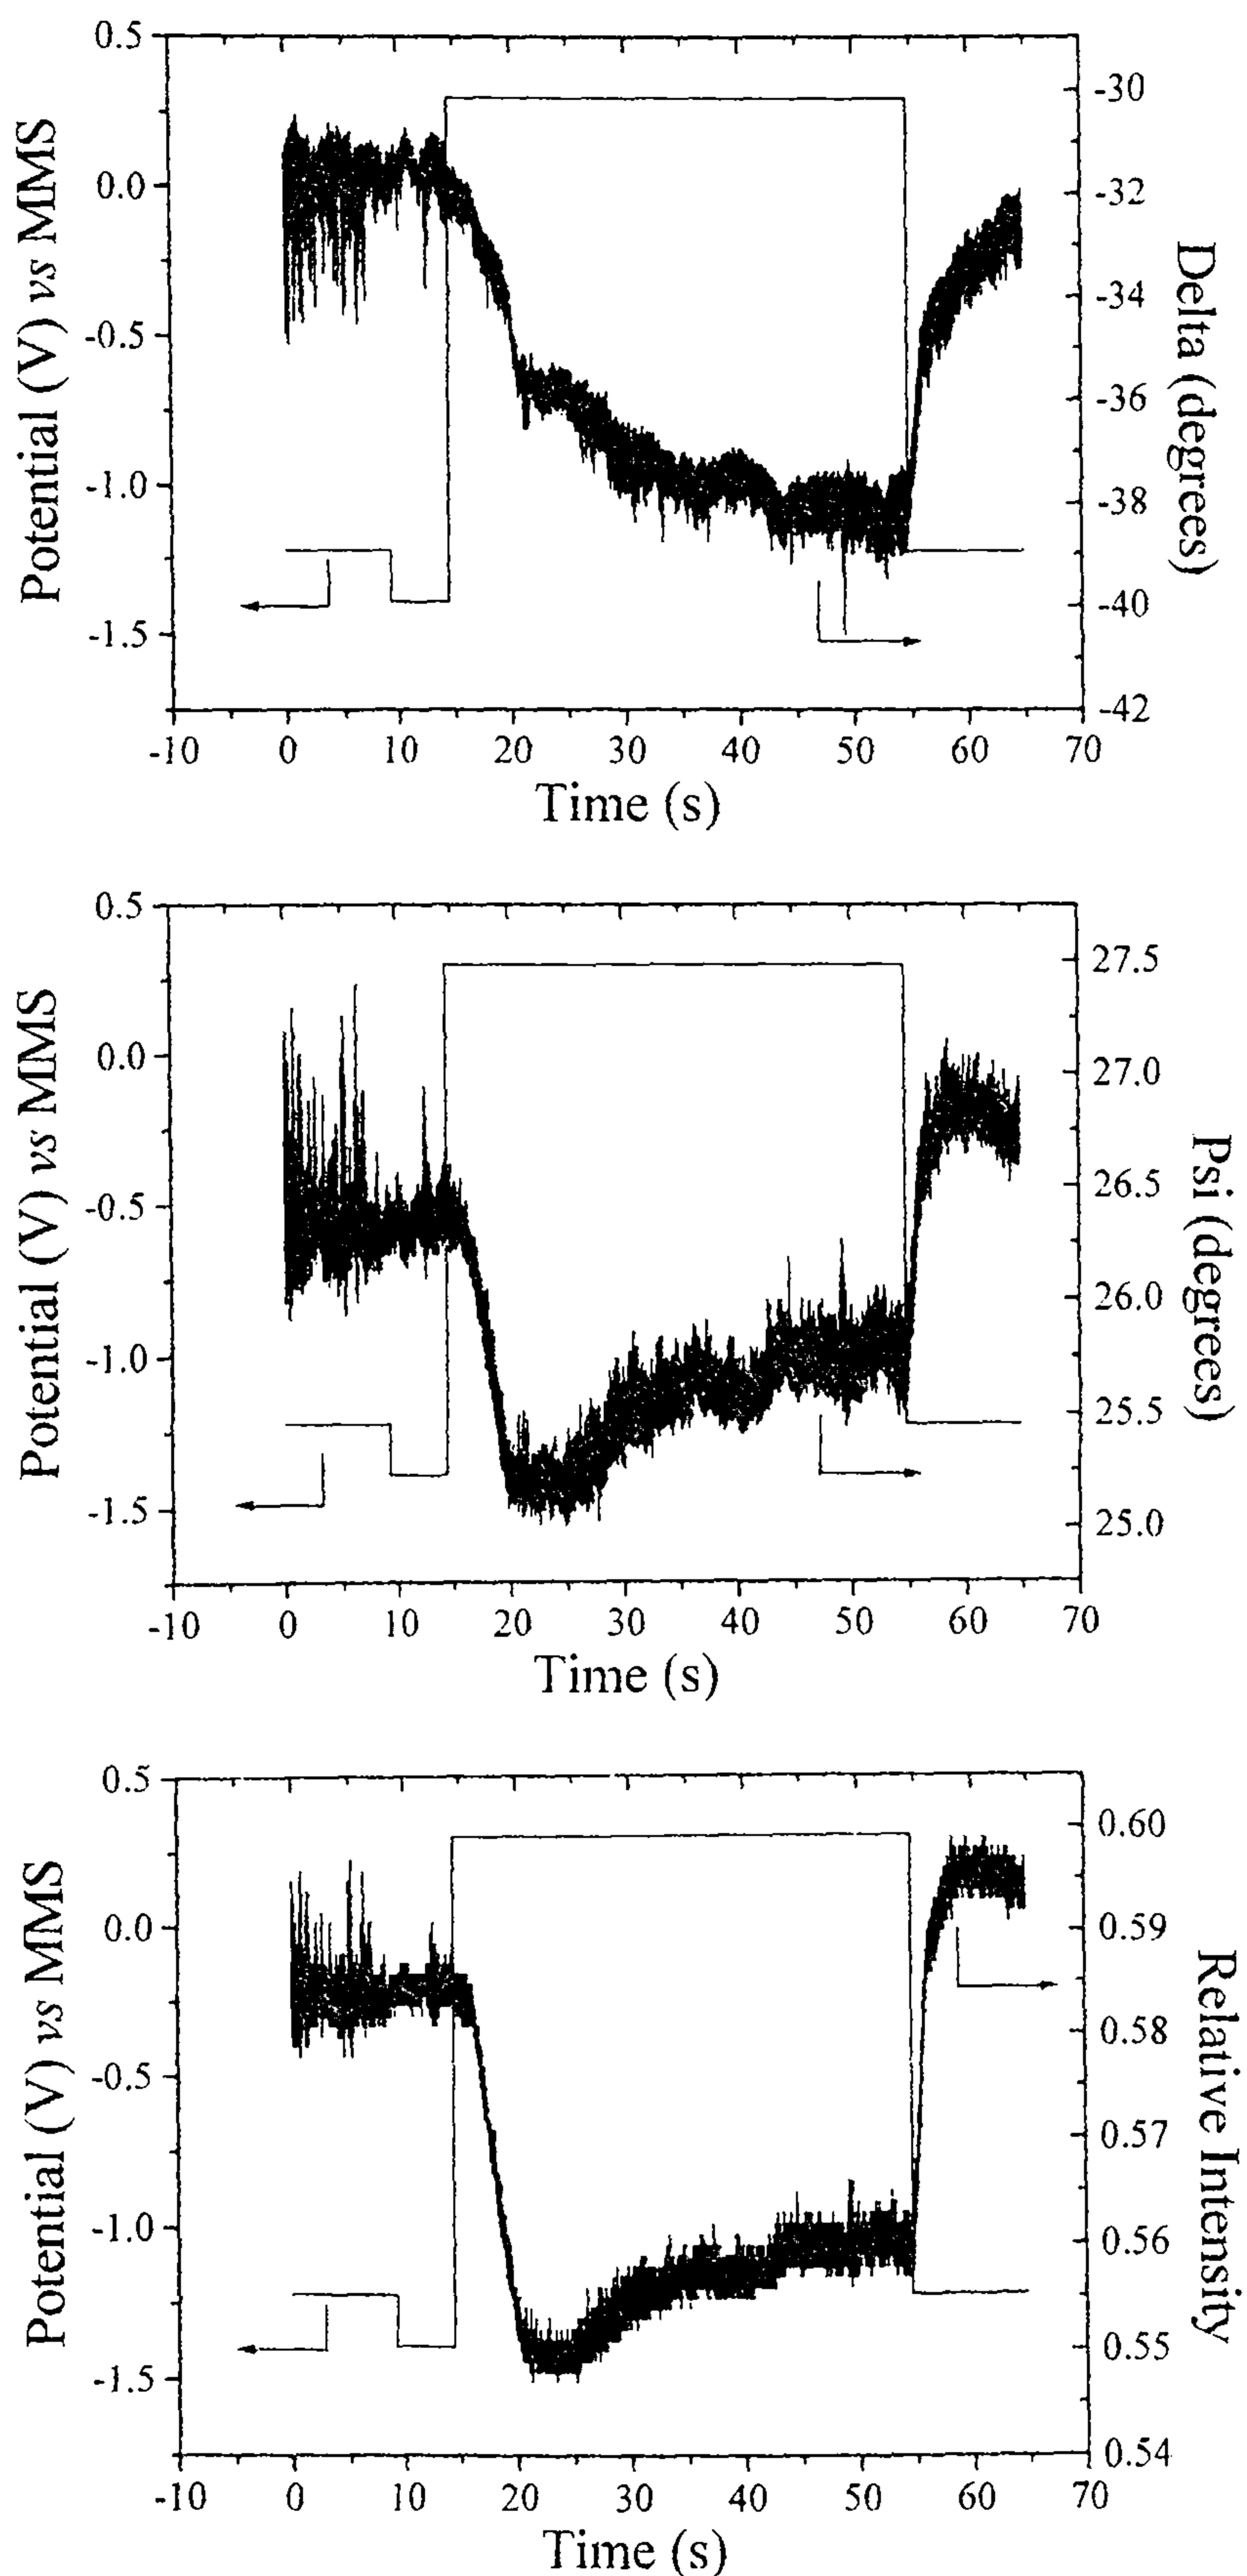 0.5
0.0
-0.5
-1.0
-1.5
Potential (V) vs MMS
-30
-32
-34
-36
-38
-40
-42
Delta (degrees)
-10 0 10 20 30 40 50 60 70
Time (s)
0.5
0.0
-0.5
-1.0
-1.5
Potential (V) vs MMS
27.5
27.0
26.5
26.0
25.5
25.0
Psi (degrees)
-10 0 10 20 30 40 50 60 70
Time (s)
0.5
0.0
-0.5
-1.0
-1.5
Potential (V) vs MMS
0.60
0.59
0.58
0.57
0.56
0.55
0.54
Relative Intensity
-10 0 10 20 30 40 50 60 70
Time (s)